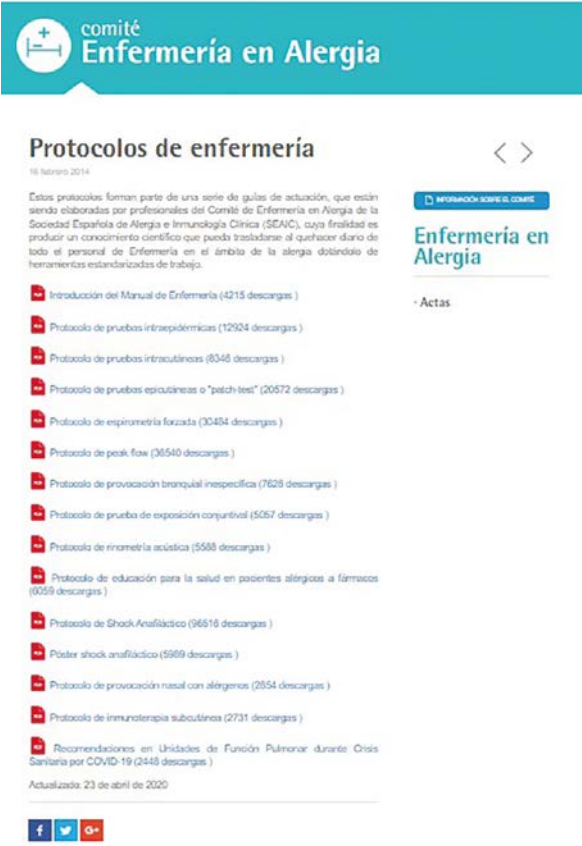 comité
Enfermería en Alergia
Protocolos de enfermería
16 febrero 2014
Estos protocolos forman parte de una serie de guías de actuación, que están
siendo elaboradas por profesionales del Comité de Enfermería en Alergia de la
Sociedad Española de Alergia e Inmunología Clínica (SEAIC), cuya finalidad es
producir un conocimiento científico que pueda trasladarse al quehacer diario de
todo el personal de Enfermería en el ámbito de la alergia dotándolo de
herramientas estandarizadas de trabajo.
Introducción del Manual de Enfermería (4215 descargas )
Protocolo de pruebas intraepidérmicas (12924 descargas )
Protocolo de pruebas intracutáneas (8346 descargas )
Protocolo de pruebas epicutáneas o "patch-test" (20572 descargas )
Protocolo de espirometría forzada (30484 descargas )
Protocolo de peak flow (36540 descargas )
Protocolo de provocación bronquial inespecífica (7628 descargas )
Protocolo de prueba de exposición conjuntival (5057 descargas )
Protocolo de rinometría acústica (5588 descargas )
Protocolo de educación para la salud en pacientes alérgicos a fármacos
(6059 descargas )
Protocolo de Shock Anafiláctico (96516 descargas )
Póster shock anafiláctico (5989 descargas )
Protocolo de provocación nasal con alérgenos (2854 descargas )
Protocolo de inmunoterapia subcutánea (2731 descargas )
Recomendaciones en Unidades de Función Pulmonar durante Crisis
Sanitaria por COVID-19 (2448 descargas )
Actualizado: 23 de abril de 2020
INFORMACIÓN SOBRE EL COMITÉ
Enfermería en
Alergia
· Actas